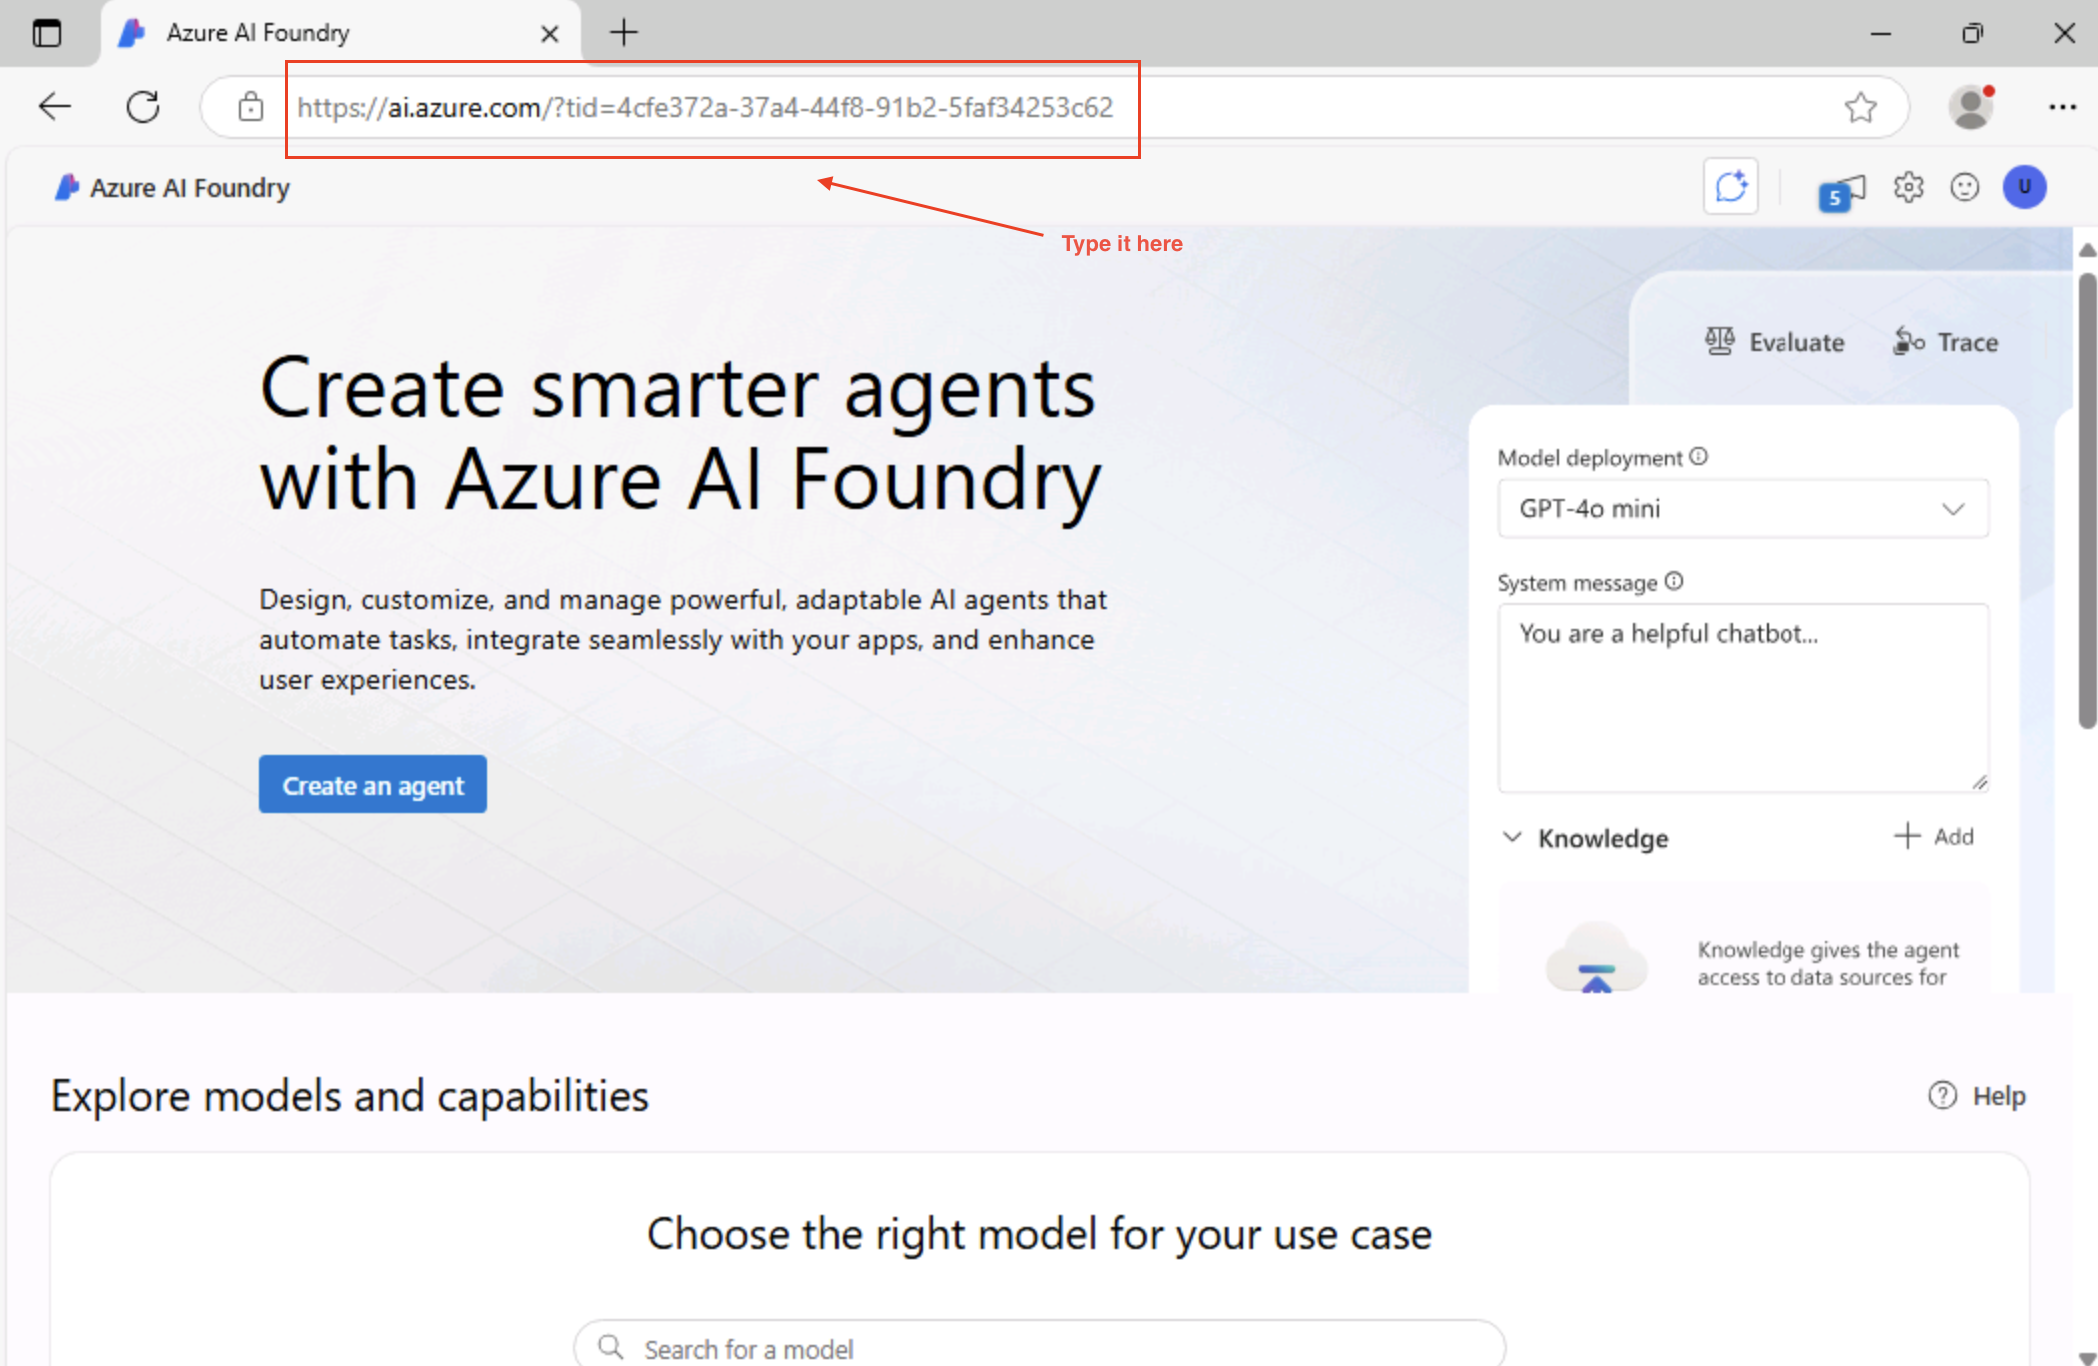 Azure AI Foundry
https://ai.azure.com/?tid=4cfe372a-37a4-44f8-91b2-5faf34253c62
Azure AI Foundry
5
U
Type it here
Create smarter agents
with Azure AI Foundry
Design, customize, and manage powerful, adaptable AI agents that
automate tasks, integrate seamlessly with your apps, and enhance
user experiences.
Create an agent
Evaluate
Trace
Model deployment
GPT-4o mini
System message
You are a helpful chatbot...
Knowledge
Add
Knowledge gives the agent
access to data sources for
Explore models and capabilities
Help
Choose the right model for your use case
Search for a model